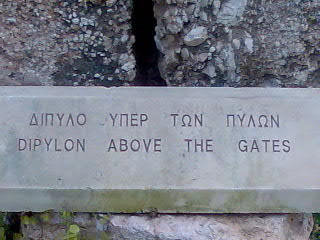 ΔΙΠΥΛΟ ΥΠΕΡ ΤΩΝ ΠΥΛΩΝ
DIPYLON ABOVE THE GATES